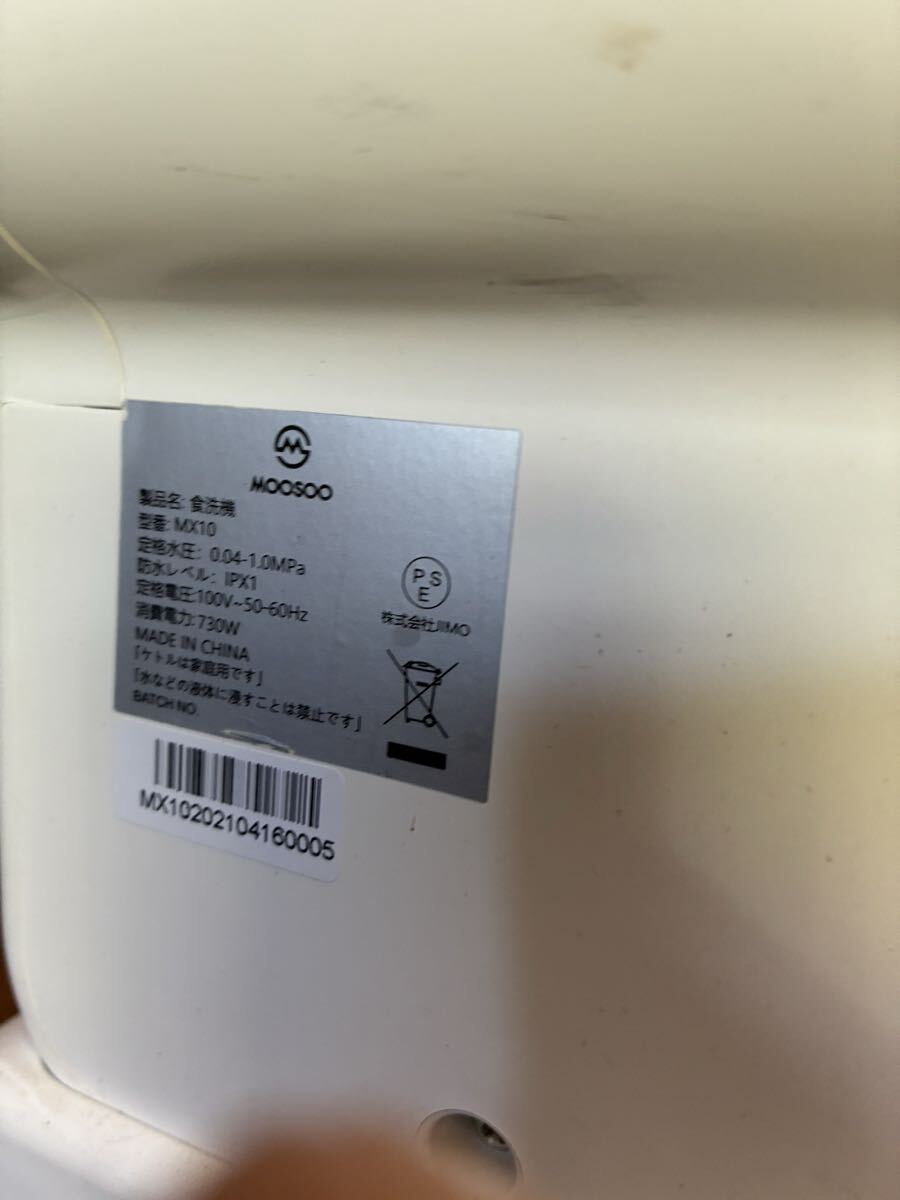 MOOSOO
製品名: 食洗機
型番: MX10
定格水圧: 0.04-1.0MPa
防水レベル: IPX1
定格電圧:100V~50-60Hz
消費電力:730W
MADE IN CHINA
「ケトルは家庭用です」
「水などの液体に浸すことは禁止です」
BATCH NO.
PS
E
株式会社JIMO
MX10202104160005